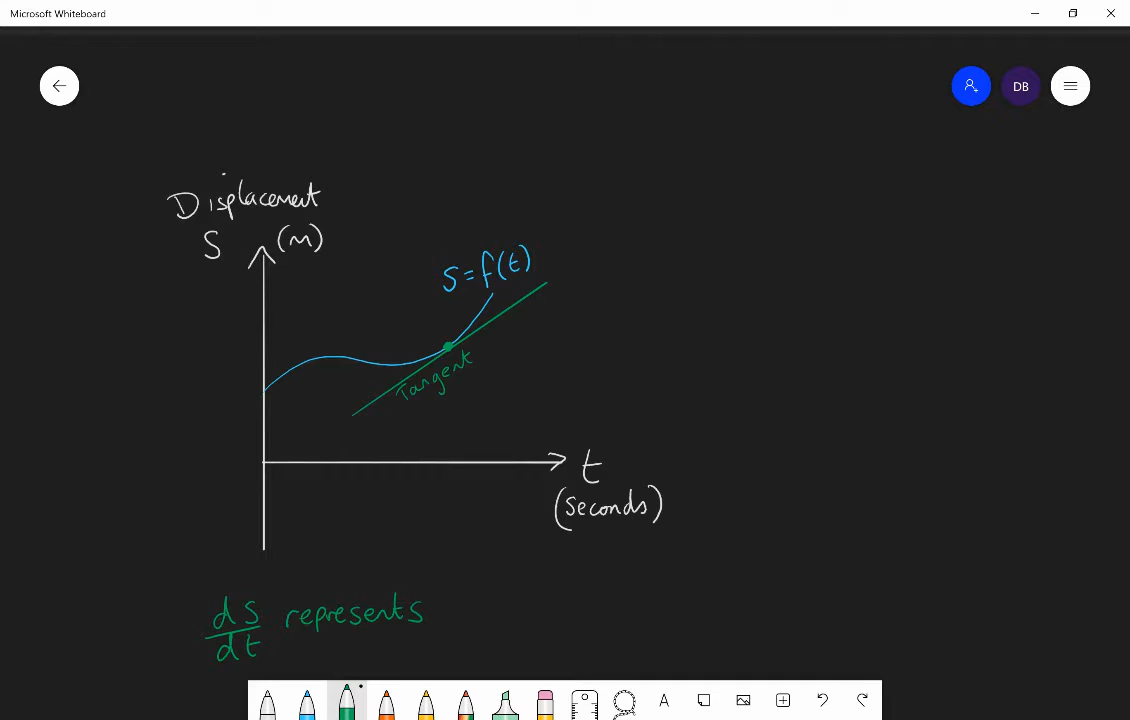 Microsoft Whiteboard
DB
Displacement
S (m)
S=f(t)
Tangent
t
(seconds)
ds/dt represents
A